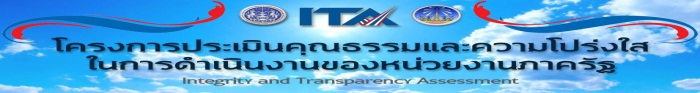 ITA
โครงการประเมินคุณธรรมและความโปร่งใส
ในการดำเนินงานของหน่วยงานภาครัฐ
Integrity and Transparency Assessment